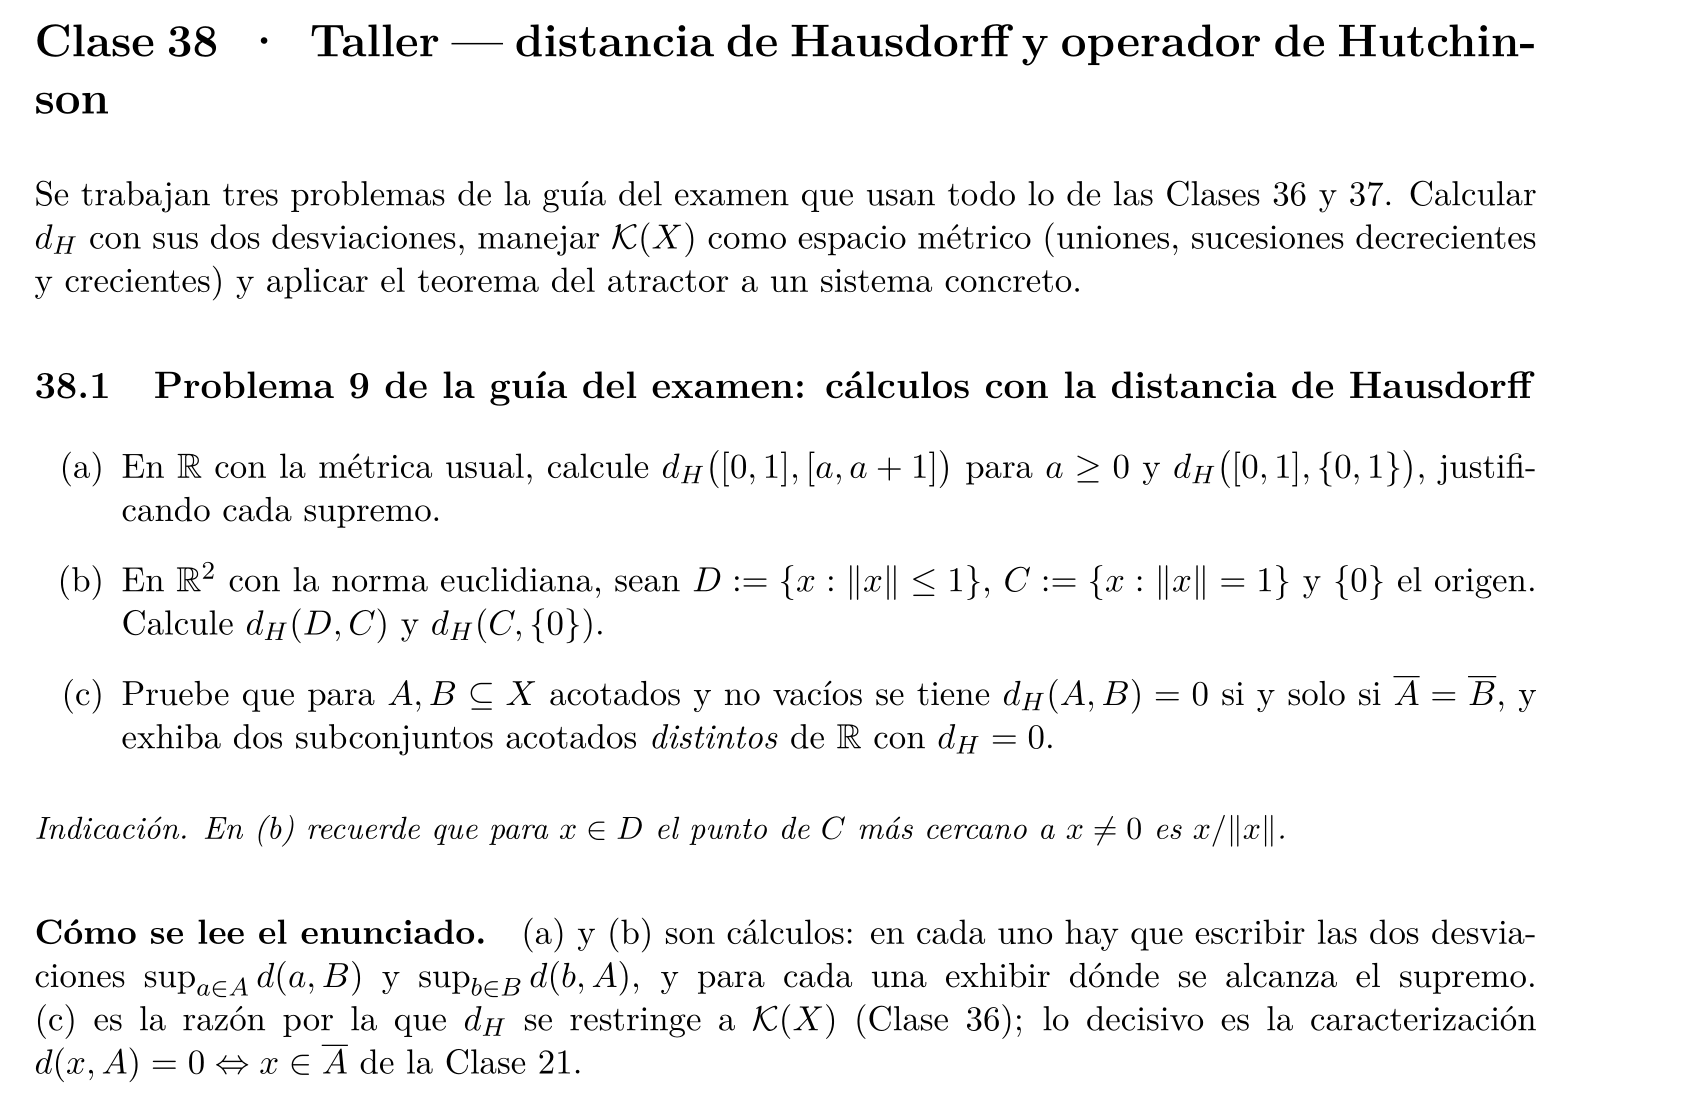 Clase 38 · Taller — distancia de Hausdorff y operador de Hutchin-
son
Se trabajan tres problemas de la guía del examen que usan todo lo de las Clases 36 y 37. Calcular
d_H con sus dos desviaciones, manejar 𝒦(X) como espacio métrico (uniones, sucesiones decrecientes
y crecientes) y aplicar el teorema del atractor a un sistema concreto.
38.1 Problema 9 de la guía del examen: cálculos con la distancia de Hausdorff
(a) En ℝ con la métrica usual, calcule d_H([0, 1], [a, a + 1]) para a ≥ 0 y d_H([0, 1], {0, 1}), justifi-
cando cada supremo.
(b) En ℝ² con la norma euclidiana, sean D := {x : ‖x‖ ≤ 1}, C := {x : ‖x‖ = 1} y {0} el origen.
Calcule d_H(D, C) y d_H(C, {0}).
(c) Pruebe que para A, B ⊆ X acotados y no vacíos se tiene d_H(A, B) = 0 si y solo si A̅ = B̅, y
exhiba dos subconjuntos acotados distintos de ℝ con d_H = 0.
Indicación. En (b) recuerde que para x ∈ D el punto de C más cercano a x ≠ 0 es x/‖x‖.
Cómo se lee el enunciado. (a) y (b) son cálculos: en cada uno hay que escribir las dos desvia-
ciones sup_{a∈A} d(a, B) y sup_{b∈B} d(b, A), y para cada una exhibir dónde se alcanza el supremo.
(c) es la razón por la que d_H se restringe a 𝒦(X) (Clase 36); lo decisivo es la caracterización
d(x, A) = 0 ⇔ x ∈ A̅ de la Clase 21.